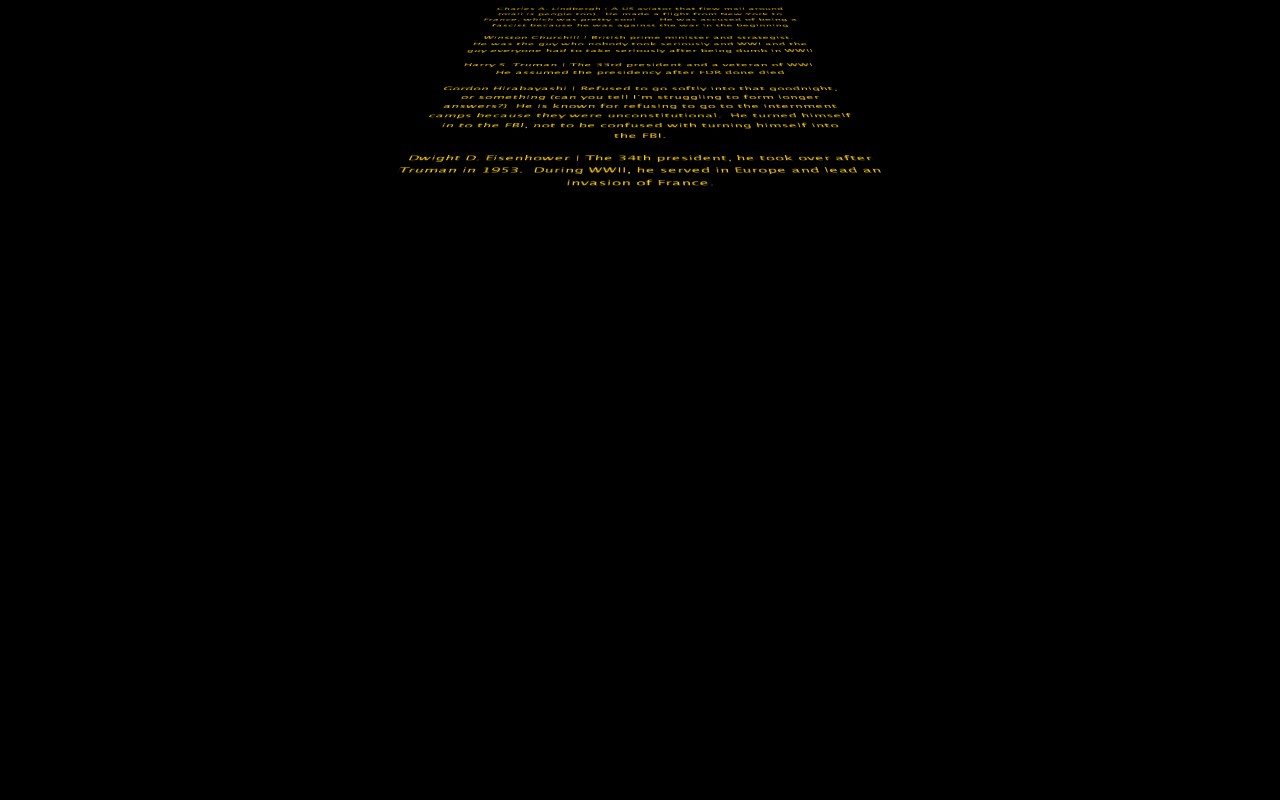 Charles A. Lindbergh | A US aviator that flew mail around
(mail is people too). He made a flight from New York to
France, which was pretty cool. He was accused of being a
fascist because he was against the war in the beginning.
Winston Churchill | British prime minister and strategist.
He was the guy who nobody took seriously ant WWI and the
guy everyone had to take seriously after being dumb in WWII.
Harry S. Truman | The 33rd president and a veteran of WWI.
He assumed the presidency after FDR done died.
Gordon Hirabayashi | Refused to go softly into that goodnight,
or something (can you tell I'm struggling to form longer
answers?) He is known for refusing to go to the internment
camps because they were unconstitutional. He turned himself
in to the FBI, not to be confused with turning himself into
the FBI.
Dwight D. Eisenhower | The 34th president, he took over after
Truman in 1953. During WWII, he served in Europe and lead an
invasion of France.